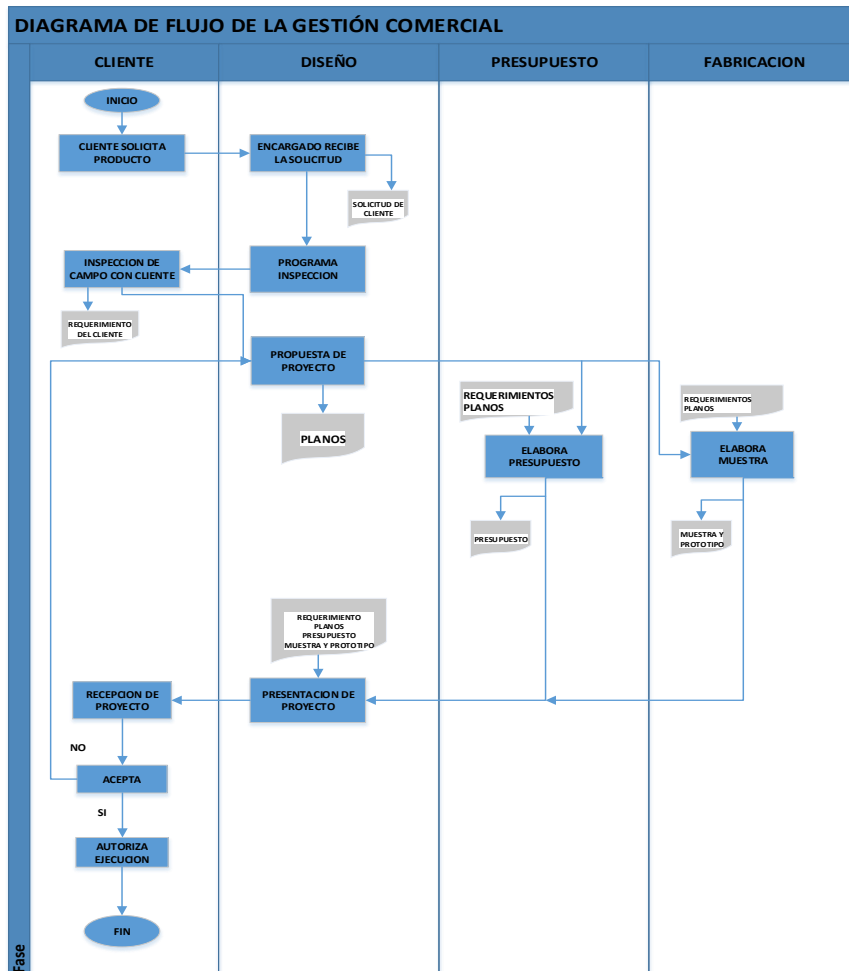 DIAGRAMA DE FLUJO DE LA GESTIÓN COMERCIAL
CLIENTE
DISEÑO
PRESUPUESTO
FABRICACION
INICIO
CLIENTE SOLICITA
PRODUCTO
ENCARGADO RECIBE
LA SOLICITUD
SOLICITUD DE
CLIENTE
INSPECCION DE
CAMPO CON CLIENTE
PROGRAMA
INSPECCION
REQUERIMIENTO
DEL CLIENTE
PROPUESTA DE
PROYECTO
PLANOS
REQUERIMIENTOS
PLANOS
REQUERIMIENTOS
PLANOS
ELABORA
PRESUPUESTO
ELABORA
MUESTRA
PRESUPUESTO
MUESTRA Y
PROTOTIPO
REQUERIMIENTO
PLANOS
PRESUPUESTO
MUESTRA Y PROTOTIPO
RECEPCION DE
PROYECTO
PRESENTACION DE
PROYECTO
NO
ACEPTA
SI
AUTORIZA
EJECUCION
FIN
Fase